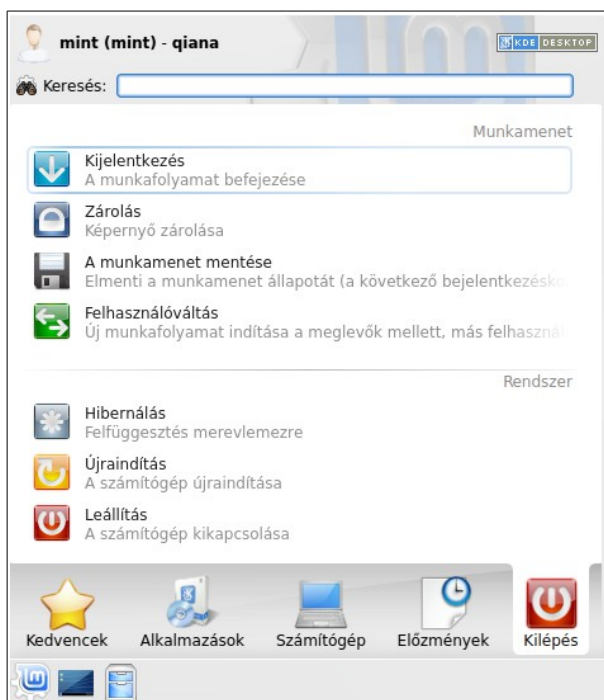 mint (mint) - qiana
KDE DESKTOP
Keresés:
Munkamenet
Kijelentkezés
A munkafolyamat befejezése
Zárolás
Képernyő zárolása
A munkamenet mentése
Elmenti a munkamenet állapotát (a következő
Felhasználóváltás
Új munkafolyamat indítása a meglevők mellett, más
Rendszer
Hibernálás
Felfüggesztés merevlemezre
Újraindítás
A számítógép újraindítása
Leállítás
A számítógép kikapcsolása
Kedvencek Alkalmazások Számítógép Előzmények Kilépés